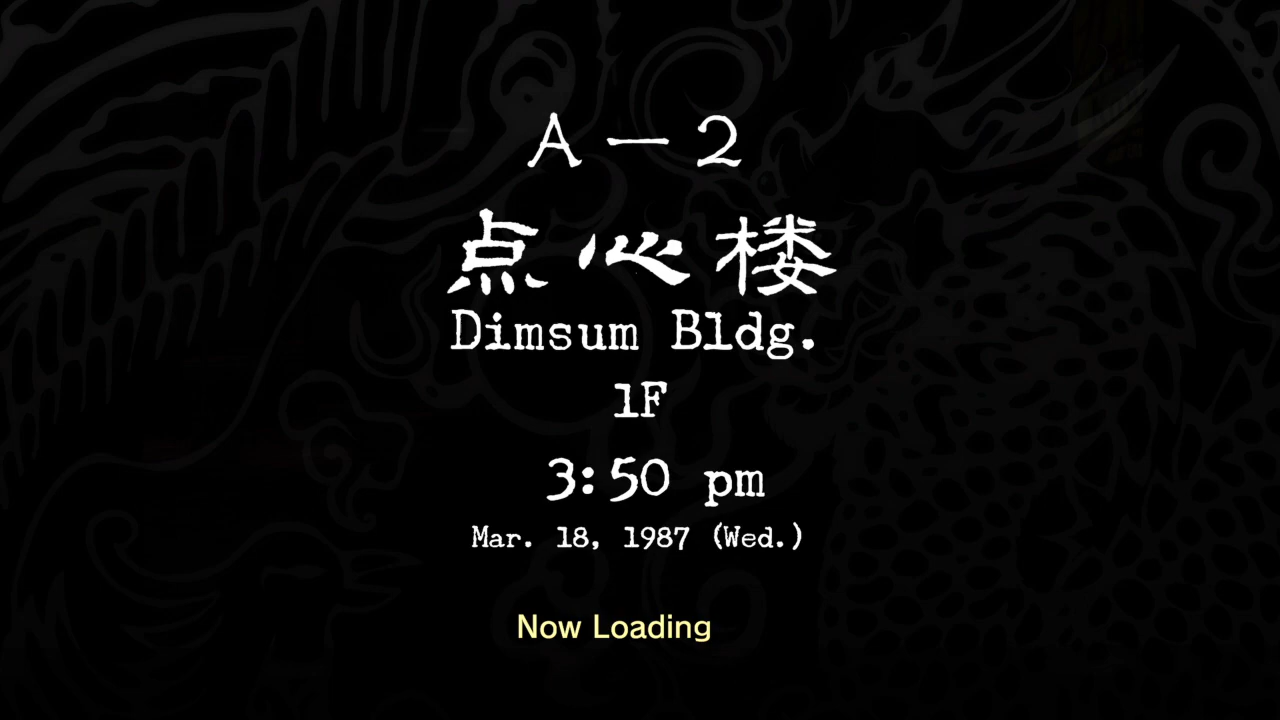 A — 2
点心楼
Dimsum Bldg.
1F
3:50 pm
Mar. 18, 1987 (Wed.)
Now Loading